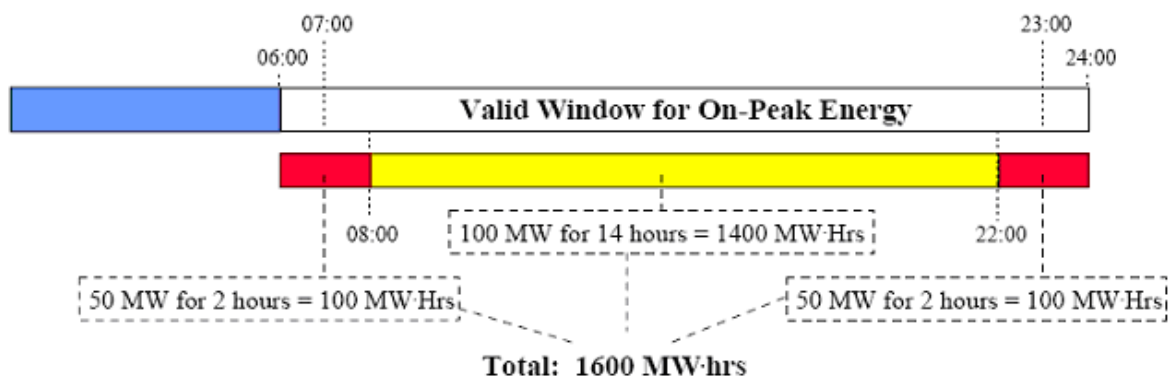 07:00
23:00
06:00
24:00
Valid Window for On-Peak Energy
08:00
100 MW for 14 hours = 1400 MW·Hrs
22:00
50 MW for 2 hours = 100 MW·Hrs
50 MW for 2 hours = 100 MW·Hrs
Total: 1600 MW·hrs